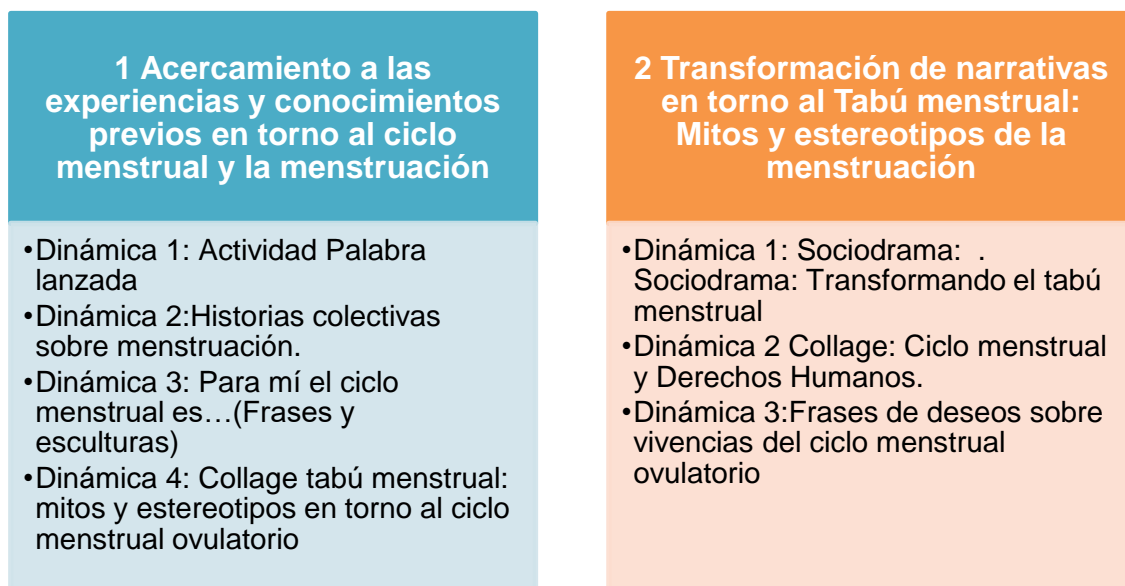 1 Acercamiento a las
experiencias y conocimientos
previos en torno al ciclo
menstrual y la menstruación
•Dinámica 1: Actividad Palabra
lanzada
•Dinámica 2:Historias colectivas
sobre menstruación.
•Dinámica 3: Para mí el ciclo
menstrual es…(Frases y
esculturas)
•Dinámica 4: Collage tabú menstrual:
mitos y estereotipos en torno al ciclo
menstrual ovulatorio
2 Transformación de narrativas
en torno al Tabú menstrual:
Mitos y estereotipos de la
menstruación
•Dinámica 1: Sociodrama: .
Sociodrama: Transformando el tabú
menstrual
•Dinámica 2 Collage: Ciclo menstrual
y Derechos Humanos.
•Dinámica 3:Frases de deseos sobre
vivencias del ciclo menstrual
ovulatorio